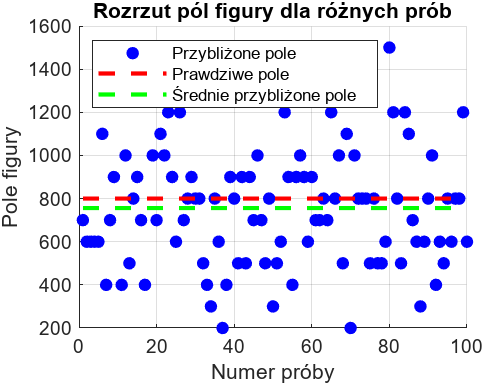 Rozrzut pól figury dla różnych prób
1600
1400
1200
1000
800
600
400
200
Pole figury
Przybliżone pole
Prawdziwe pole
Średnie przybliżone pole
0
20
40
60
80
100
Numer próby